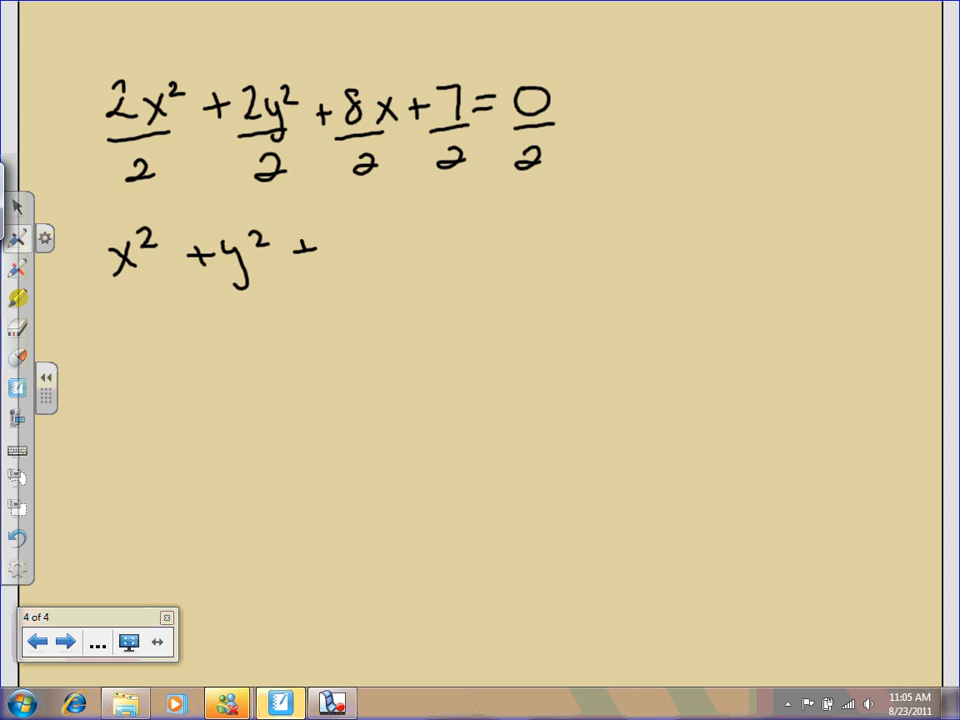 2x² + 2y² + 8x + 7 = 0
2 2 2 2 2
x² + y² +
4 of 4
...
11:05 AM
8/23/2011